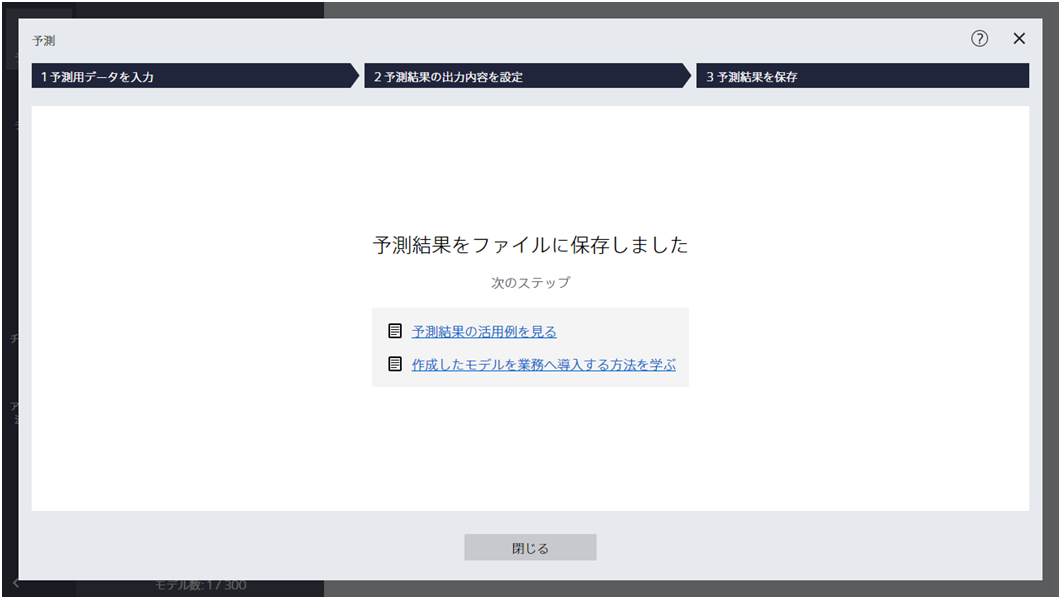 予測
1 予測用データを入力
2 予測結果の出力内容を設定
3 予測結果を保存
予測結果をファイルに保存しました
次のステップ
予測結果の活用例を見る
作成したモデルを業務へ導入する方法を学ぶ
閉じる
モデル数: 1 / 300